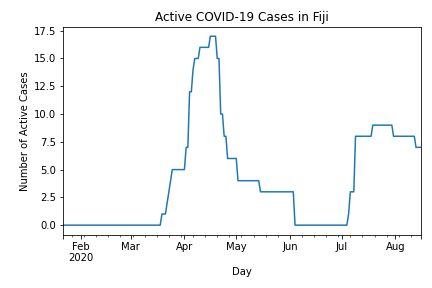 Active COVID-19 Cases in Fiji
17.5
15.0
12.5
10.0
7.5
5.0
2.5
0.0
Number of Active Cases
Feb Mar Apr May Jun Jul Aug
2020
Day